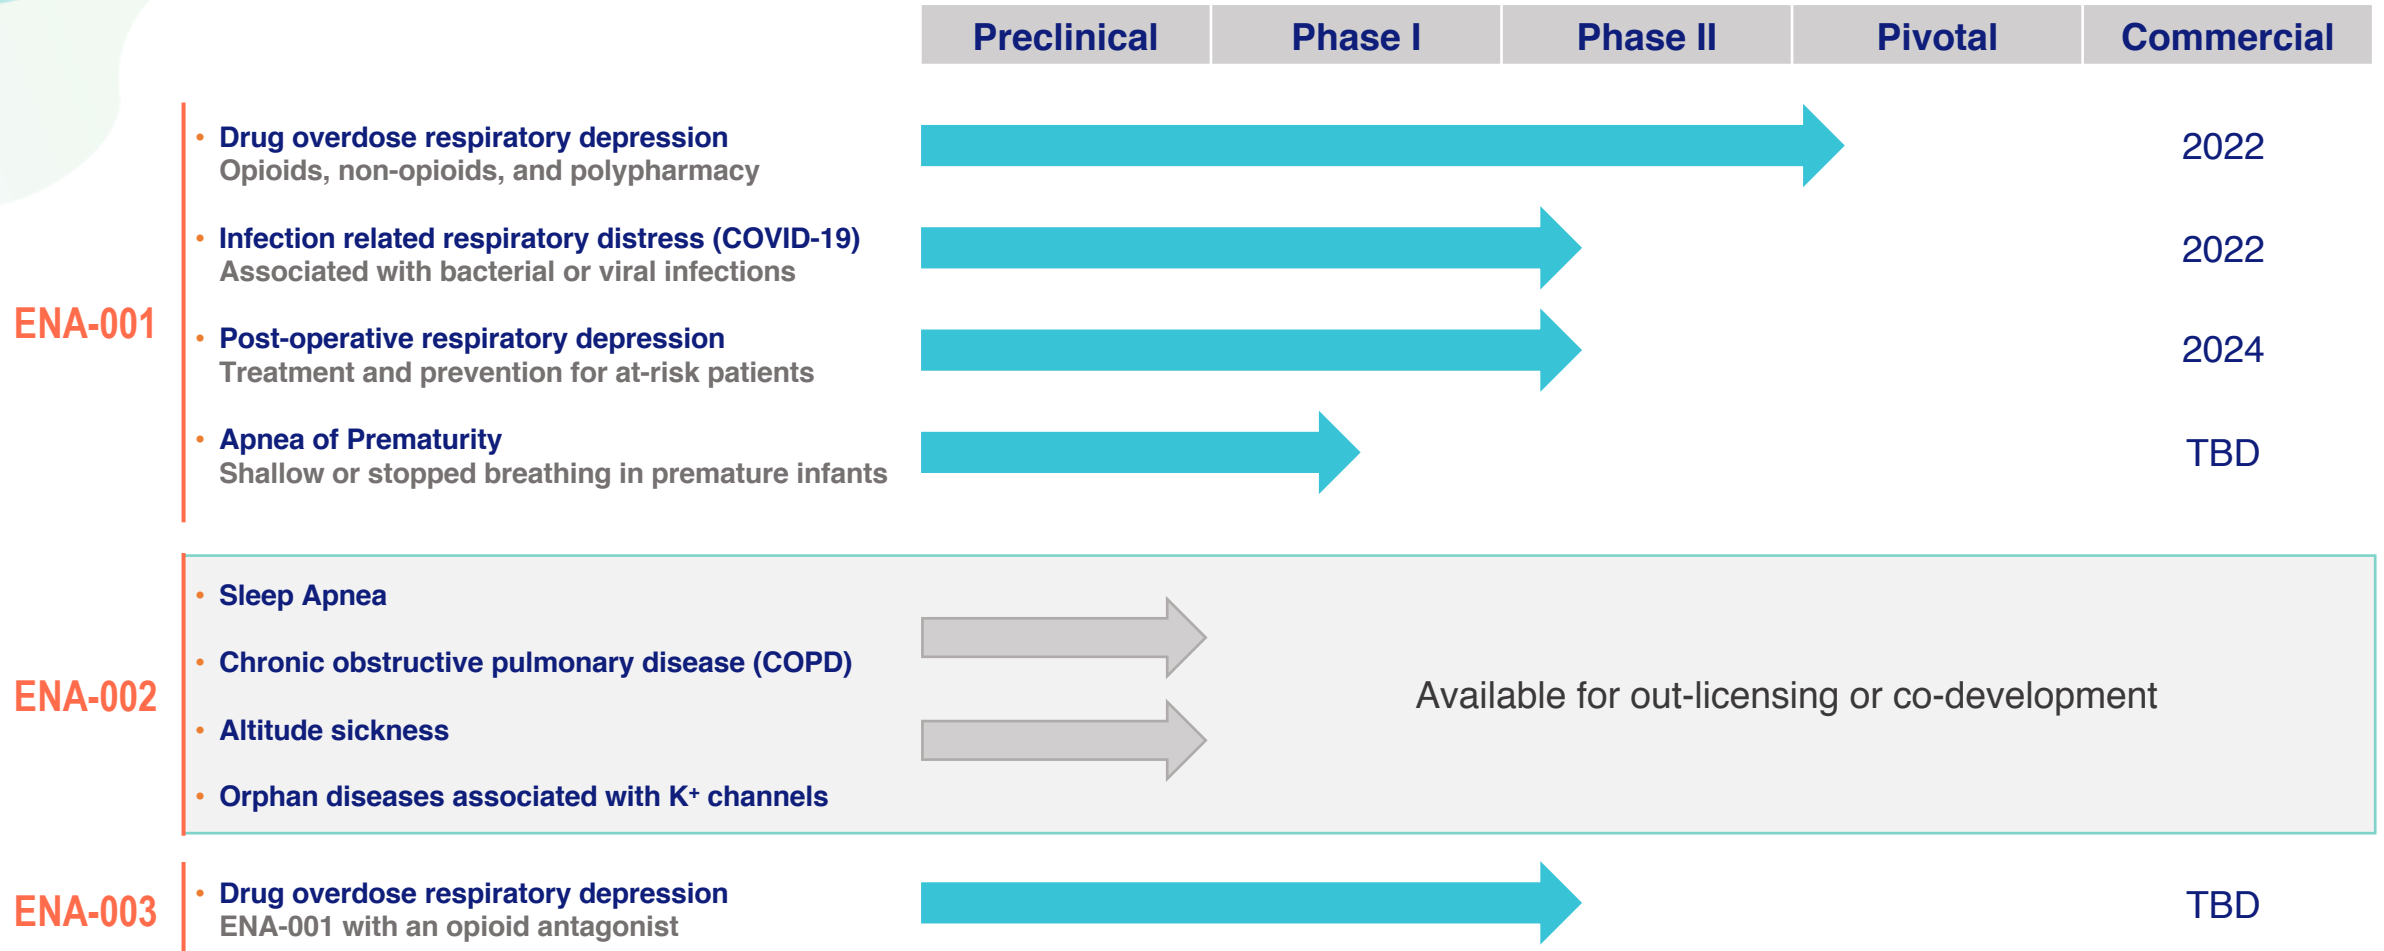 Preclinical Phase I Phase II Pivotal Commercial
ENA-001
• Drug overdose respiratory depression
Opioids, non-opioids, and polypharmacy
2022
• Infection related respiratory distress (COVID-19)
Associated with bacterial or viral infections
2022
• Post-operative respiratory depression
Treatment and prevention for at-risk patients
2024
• Apnea of Prematurity
Shallow or stopped breathing in premature infants
TBD
ENA-002
• Sleep Apnea
• Chronic obstructive pulmonary disease (COPD)
• Altitude sickness
• Orphan diseases associated with K⁺ channels
Available for out-licensing or co-development
ENA-003
• Drug overdose respiratory depression
ENA-001 with an opioid antagonist
TBD